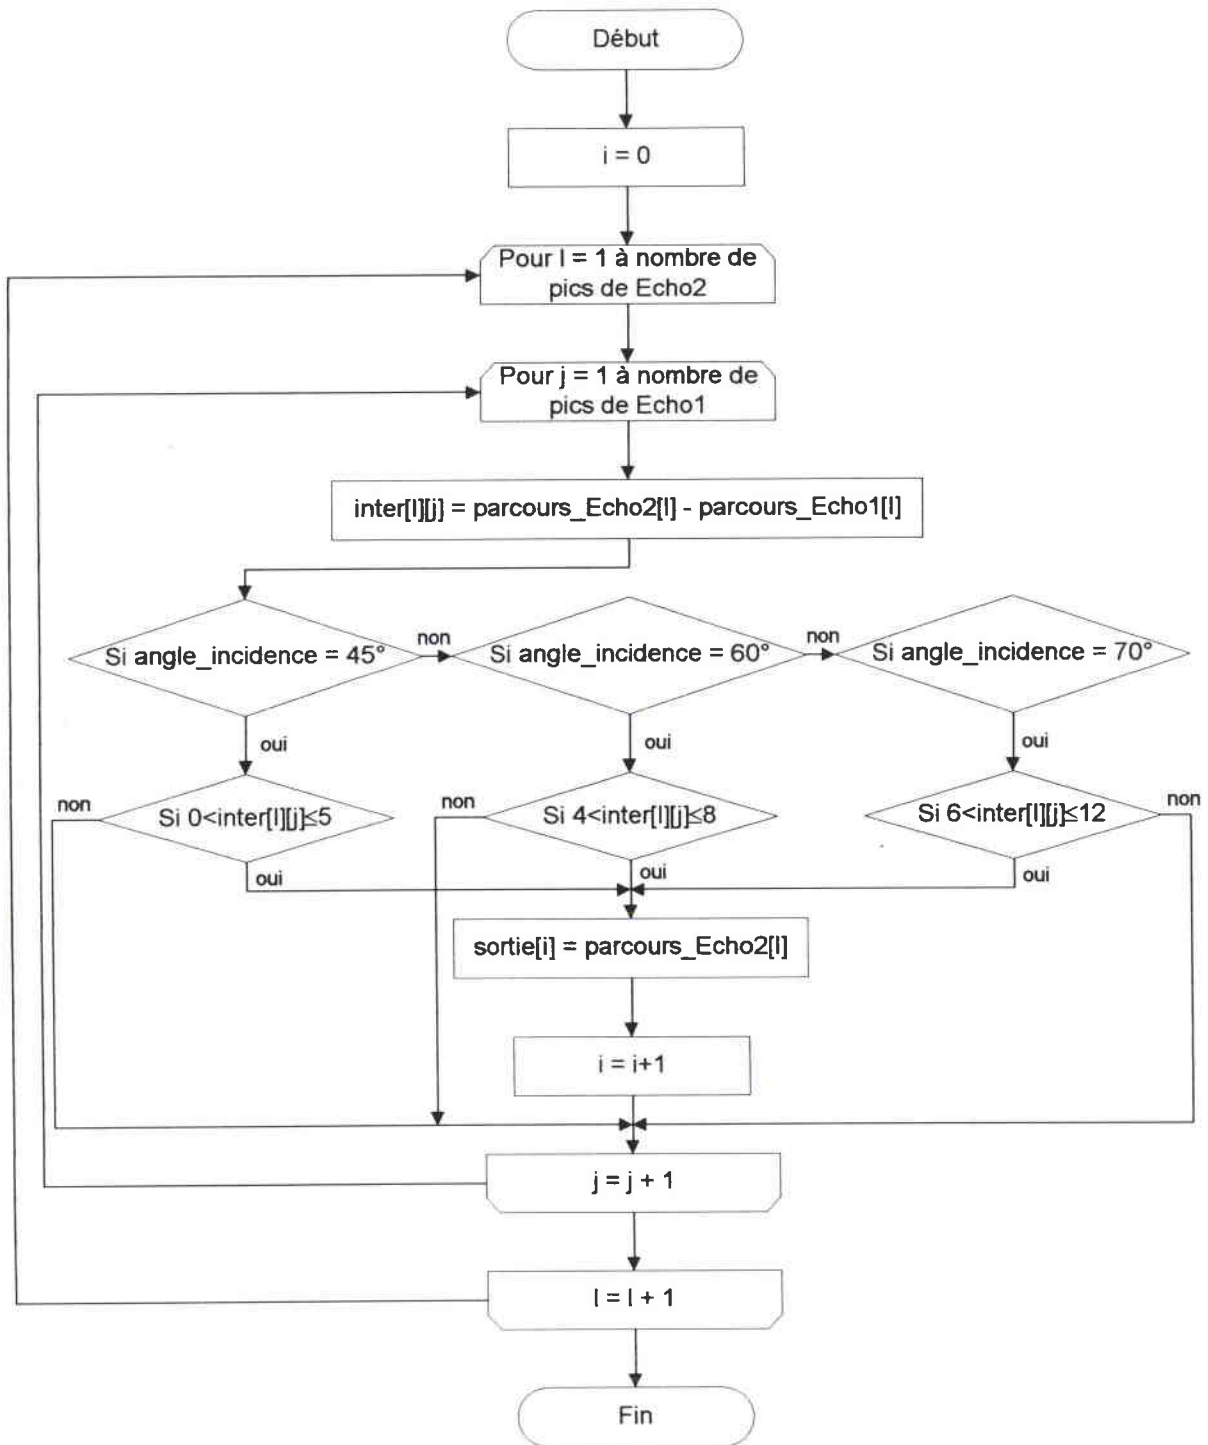 Début
i = 0
Pour l = 1 à nombre de
pics de Echo2
Pour j = 1 à nombre de
pics de Echo1
inter[l][j] = parcours_Echo2[l] - parcours_Echo1[l]
Si angle_incidence = 45°
non
Si angle_incidence = 60°
non
Si angle_incidence = 70°
oui
oui
oui
non
Si 0<inter[l][j]≤5
non
Si 4<inter[l][j]≤8
Si 6<inter[l][j]≤12
non
oui
oui
oui
sortie[i] = parcours_Echo2[l]
i = i+1
j = j + 1
l = l + 1
Fin